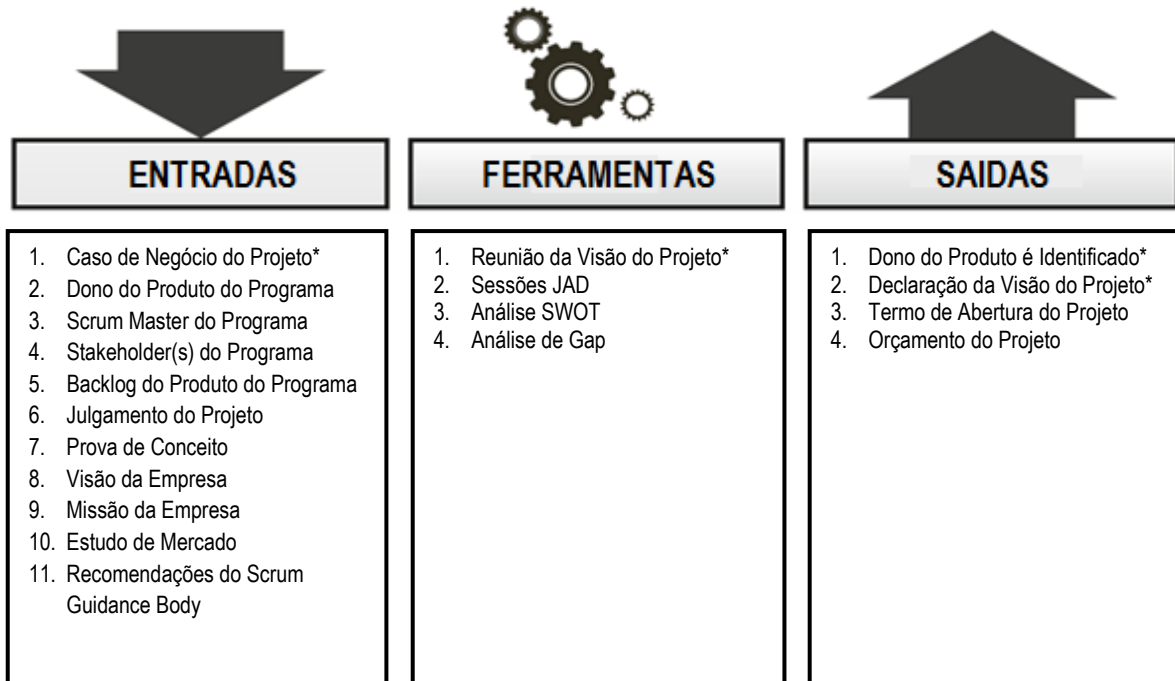 ENTRADAS
1. Caso de Negócio do Projeto*
2. Dono do Produto do Programa
3. Scrum Master do Programa
4. Stakeholder(s) do Programa
5. Backlog do Produto do Programa
6. Julgamento do Projeto
7. Prova de Conceito
8. Visão da Empresa
9. Missão da Empresa
10. Estudo de Mercado
11. Recomendações do Scrum
Guidance Body
FERRAMENTAS
1. Reunião da Visão do Projeto*
2. Sessões JAD
3. Análise SWOT
4. Análise de Gap
SAIDAS
1. Dono do Produto é Identificado*
2. Declaração da Visão do Projeto*
3. Termo de Abertura do Projeto
4. Orçamento do Projeto